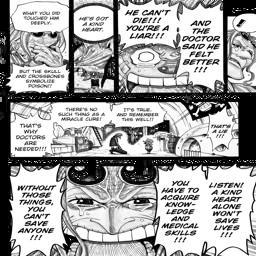 !
AND
THE
DOCTOR
SAID HE
FELT
BETTER
!!!
HE CAN'T
DIE!!!
YOU'RE A
LIAR!!!
HE'S GOT
A KIND
HEART.
WHAT YOU DID
TOUCHED HIM
DEEPLY.
BUT THE SKULL
AND CROSSBONES
SYMBOLIZE
POISON!!
THAT'S
A LIE
!!!
IT'S TRUE,
AND REMEMBER
THIS WELL!!
THERE'S NO
SUCH THING AS A
MIRACLE CURE!
THAT'S
WHY
DOCTORS
ARE
NEEDED!!!
LISTEN!
A KIND
HEART
ALONE
WON'T
SAVE
LIVES
!!!
YOU
HAVE TO
ACQUIRE
KNOW-
LEDGE
AND
MEDICAL
SKILLS
!!!
WITHOUT
THOSE
THINGS,
YOU
CAN'T
SAVE
ANYONE
!!!